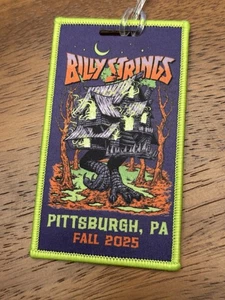 BILLY STRINGS
PITTSBURGH, PA
FALL 2025